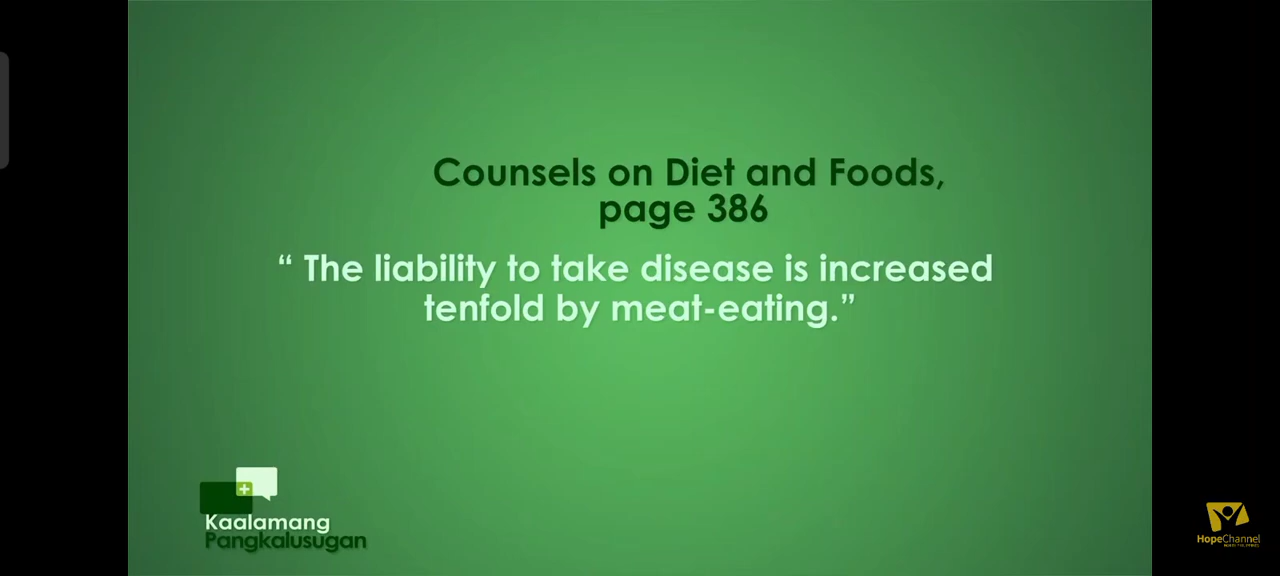 Counsels on Diet and Foods,
page 386
“ The liability to take disease is increased
tenfold by meat-eating.”
Kaalamang
Pangkalusugan
HopeChannel